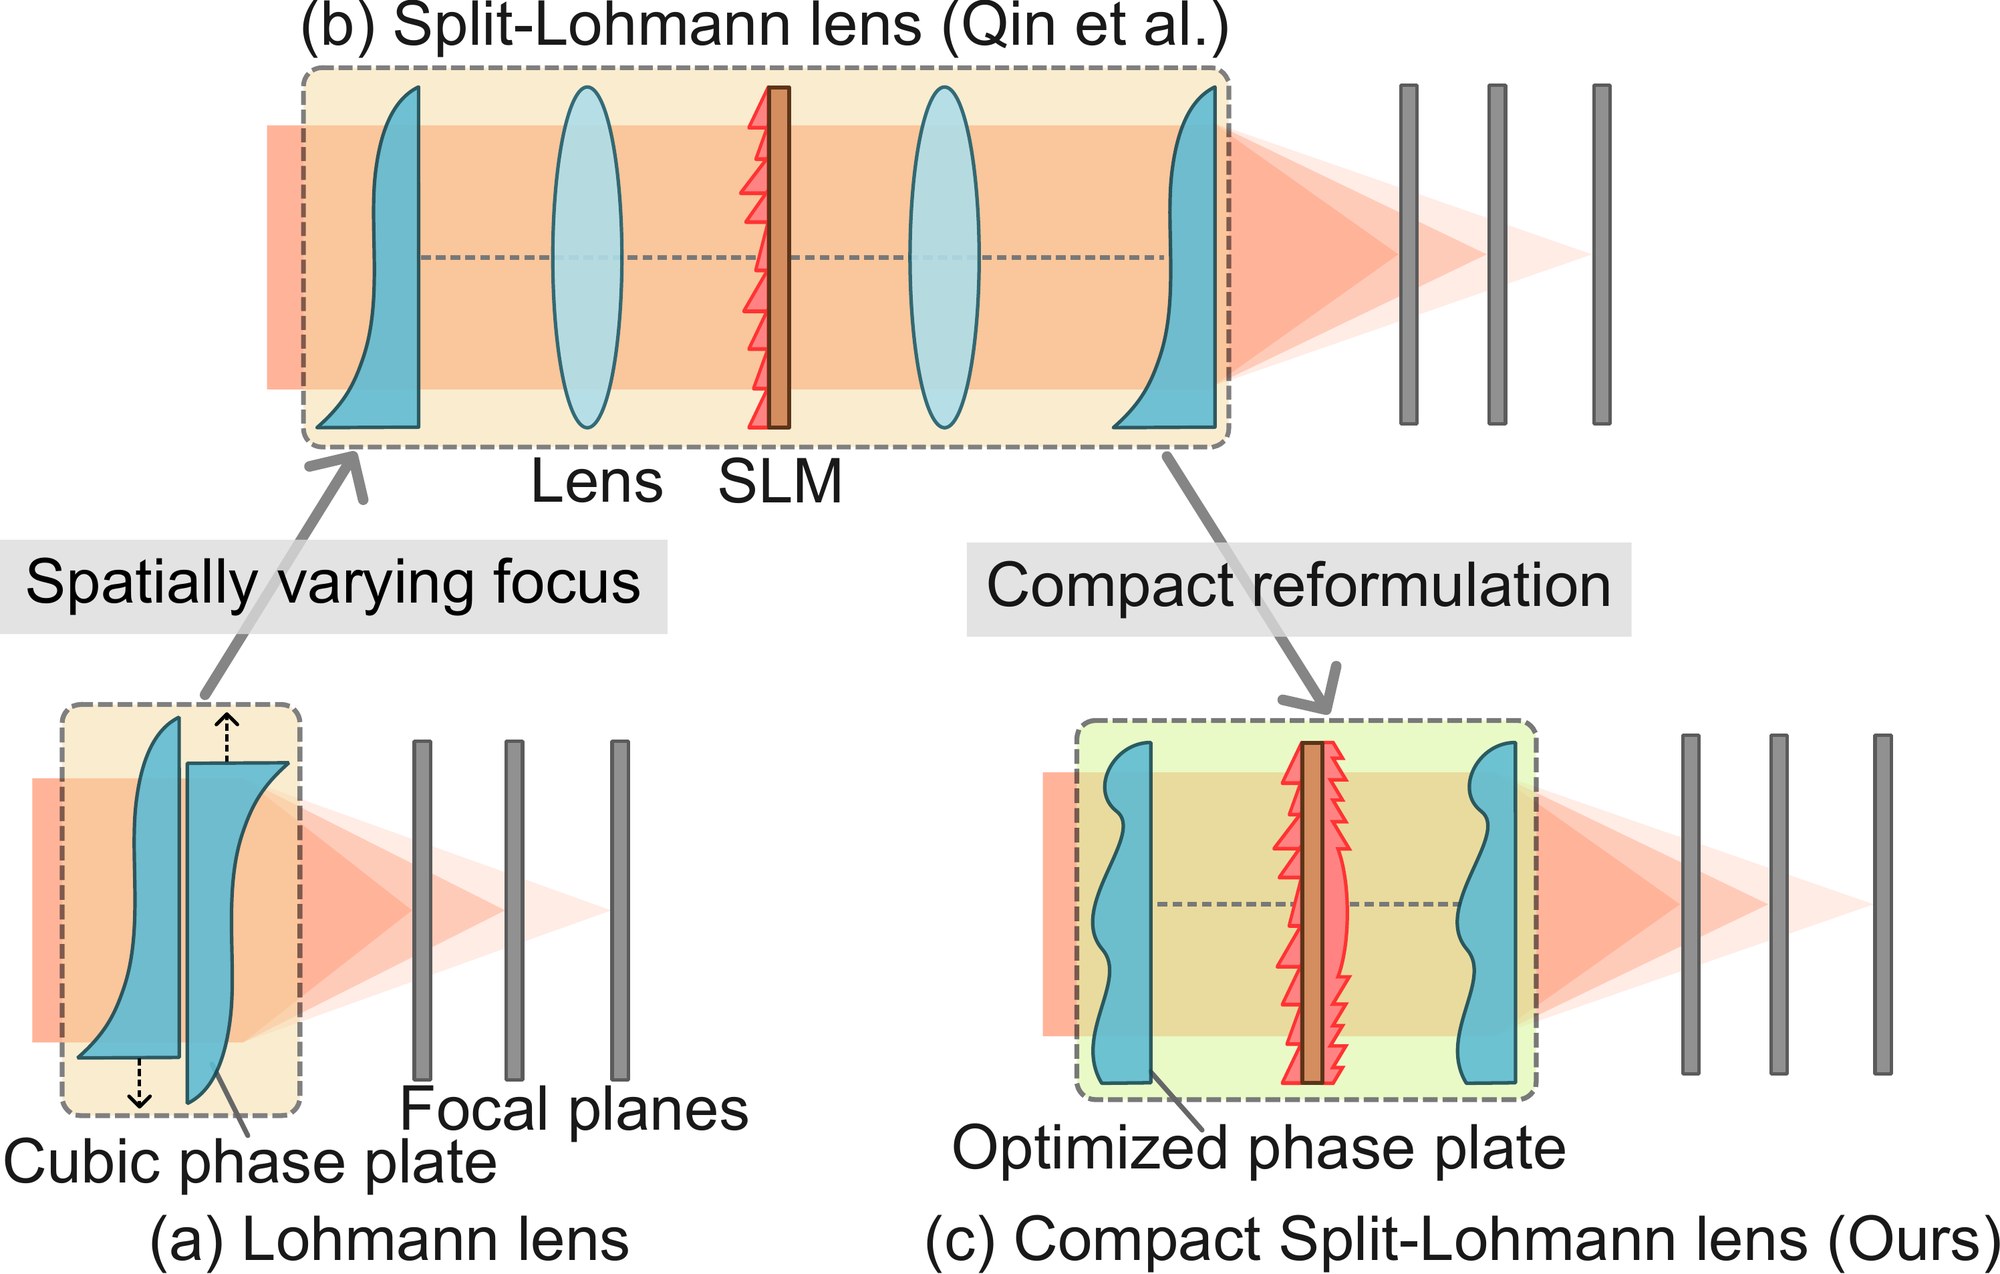 (b) Split-Lohmann lens (Qin et al.)
Lens
SLM
Spatially varying focus
Compact reformulation
Focal planes
Cubic phase plate
Optimized phase plate
(a) Lohmann lens
(c) Compact Split-Lohmann lens (Ours)